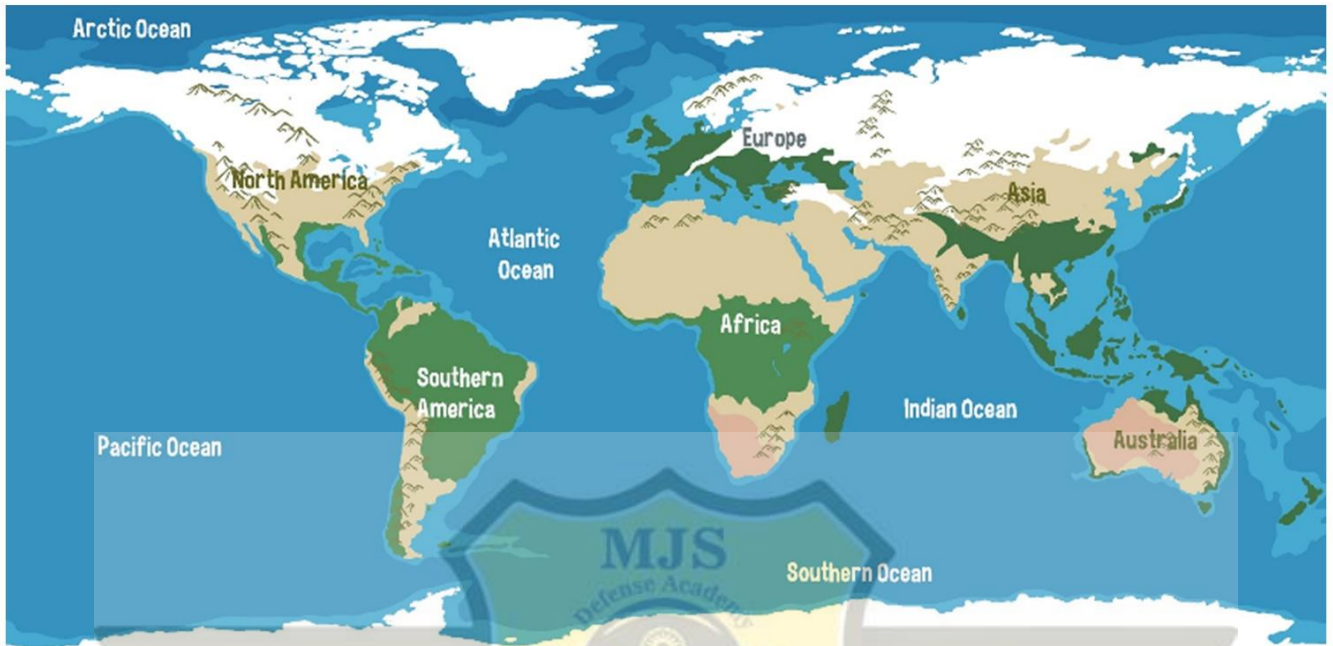 Arctic Ocean
Europe
North America
Asia
Atlantic
Ocean
Africa
Southern
America
Indian Ocean
Pacific Ocean
Australia
MJS
Defense Academy
Southern Ocean